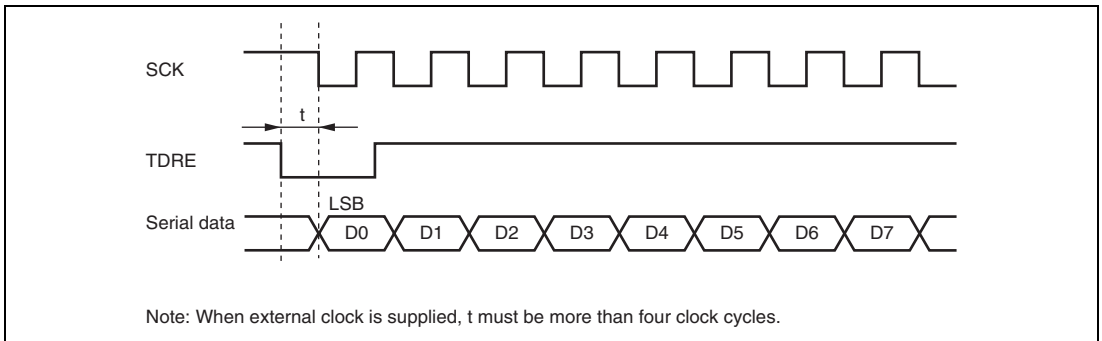 SCK
t
TDRE
LSB
Serial data
D0 D1 D2 D3 D4 D5 D6 D7
Note: When external clock is supplied, t must be more than four clock cycles.